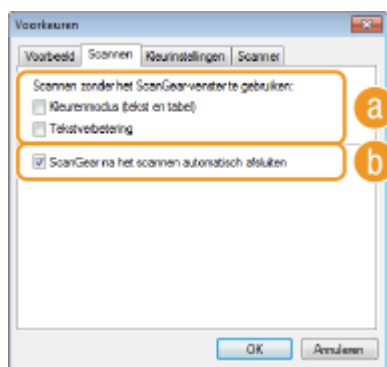 Voorkeuren
Voorbeeld Scannen Kleurinstellingen Scanner
Scannen zonder het ScanGear-venster te gebruiken:
Kleurenmodus (tekst en tabel)
Tekstverbetering
a
ScanGear na het scannen automatisch afsluiten
b
OK Annuleren